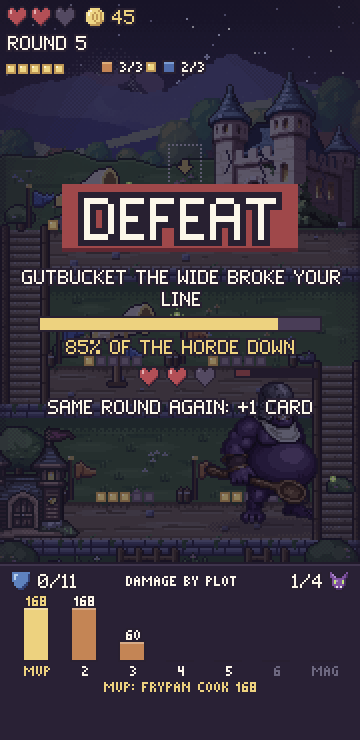 45
ROUND 5
3/3 2/3
DEFEAT
GUTBUCKET THE WIDE BROKE YOUR
LINE
85% OF THE HORDE DOWN
SAME ROUND AGAIN: +1 CARD
0/11 DAMAGE BY PLOT 1/4
168 168 60
MVP 2 3 4 5 6 MAG
MVP: FRYPAN COOK 168